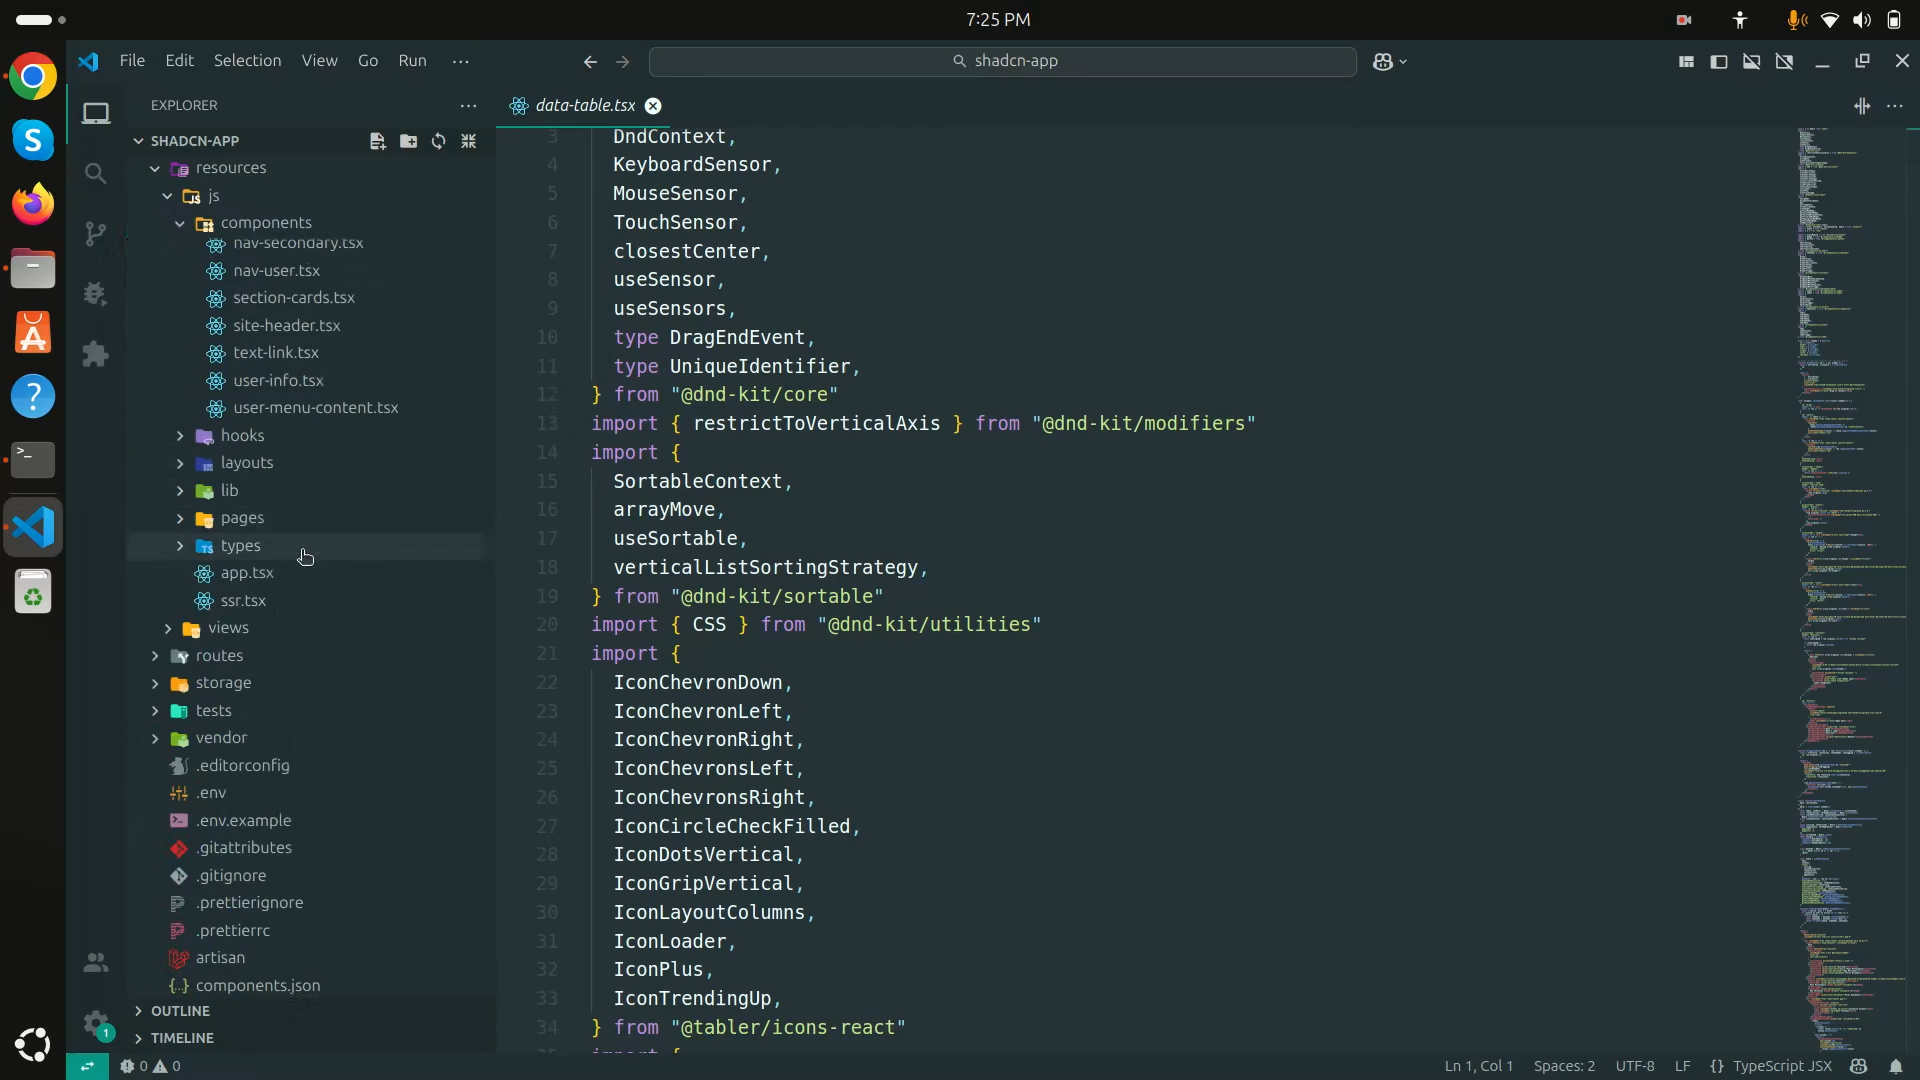 7:25 PM
File Edit Selection View Go Run ···
shadcn-app
EXPLORER
data-table.tsx
SHADCN-APP
resources
js
components
nav-secondary.tsx
nav-user.tsx
section-cards.tsx
site-header.tsx
text-link.tsx
user-info.tsx
user-menu-content.tsx
hooks
layouts
lib
pages
types
app.tsx
ssr.tsx
views
routes
storage
tests
vendor
.editorconfig
.env
.env.example
.gitattributes
.gitignore
.prettierignore
.prettierrc
artisan
components.json
OUTLINE
TIMELINE
3 DndContext,
4 KeyboardSensor,
5 MouseSensor,
6 TouchSensor,
7 closestCenter,
8 useSensor,
9 useSensors,
10 type DragEndEvent,
11 type UniqueIdentifier,
12 } from "@dnd-kit/core"
13 import { restrictToVerticalAxis } from "@dnd-kit/modifiers"
14 import {
15 SortableContext,
16 arrayMove,
17 useSortable,
18 verticalListSortingStrategy,
19 } from "@dnd-kit/sortable"
20 import { CSS } from "@dnd-kit/utilities"
21 import {
22 IconChevronDown,
23 IconChevronLeft,
24 IconChevronRight,
25 IconChevronsLeft,
26 IconChevronsRight,
27 IconCircleCheckFilled,
28 IconDotsVertical,
29 IconGripVertical,
30 IconLayoutColumns,
31 IconLoader,
32 IconPlus,
33 IconTrendingUp,
34 } from "@tabler/icons-react"
1
0 0
Ln 1, Col 1 Spaces: 2 UTF-8 LF {} TypeScript JSX